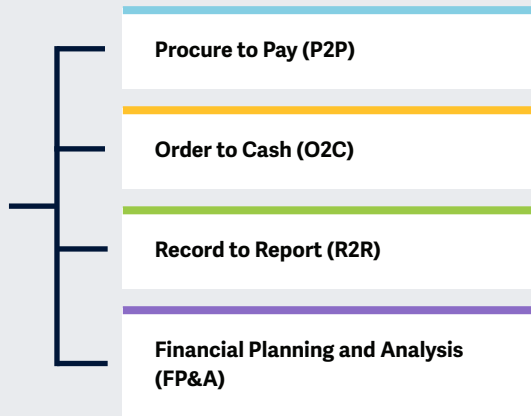 Procure to Pay (P2P)
Order to Cash (O2C)
Record to Report (R2R)
Financial Planning and Analysis
(FP&A)